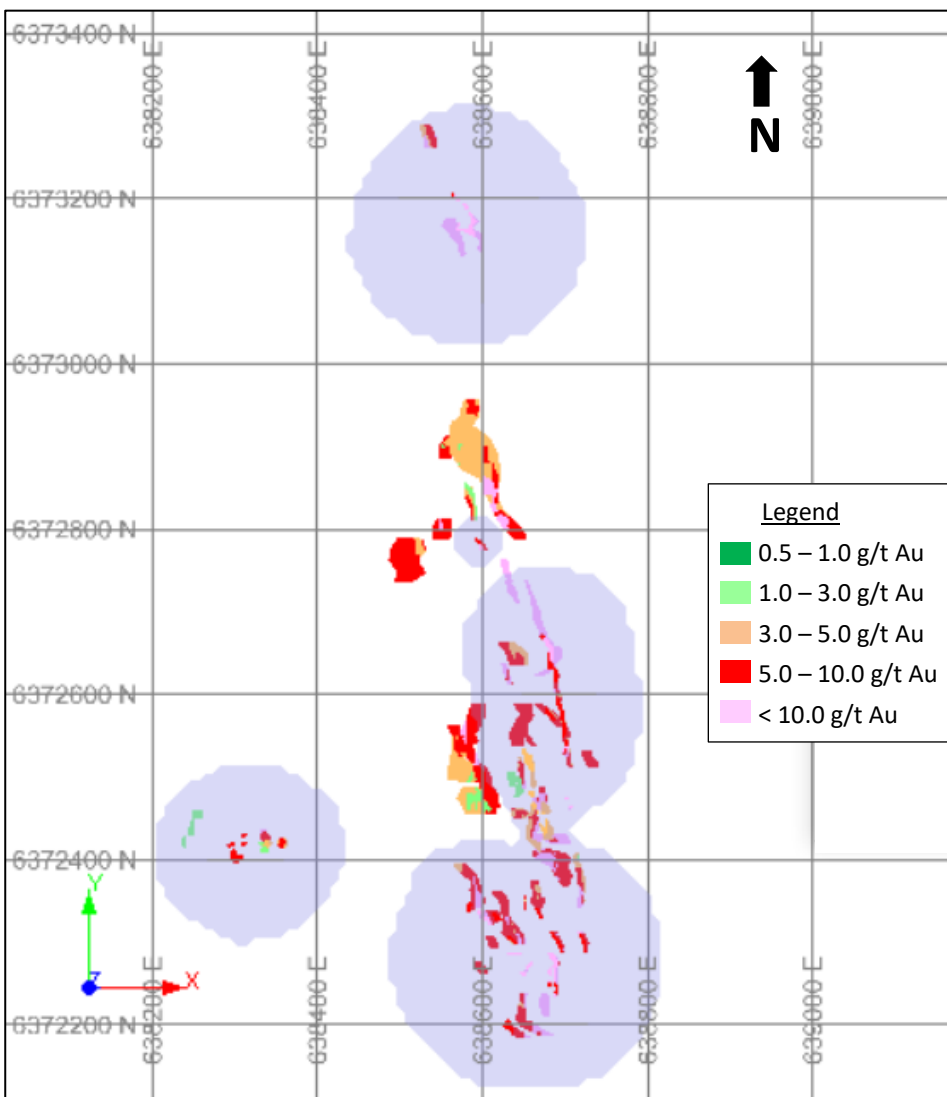 6373400 N
638200 E
638400 E
638600 E
638800 E
639000 E
N
6373200 N
6373000 N
6372800 N
Legend
0.5 – 1.0 g/t Au
1.0 – 3.0 g/t Au
3.0 – 5.0 g/t Au
5.0 – 10.0 g/t Au
< 10.0 g/t Au
6372600 N
6372400 N
Y
Z
X
6372200 N
638200 E
638400 E
638600 E
638800 E
639000 E